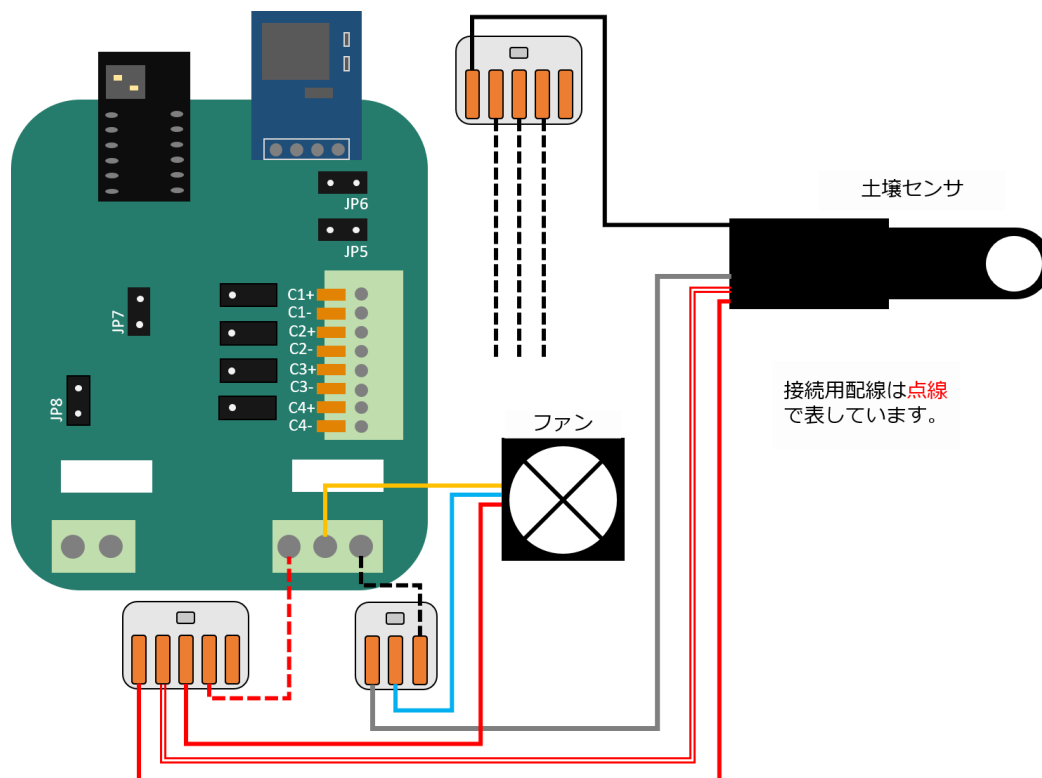 土壌センサ
JP6
JP5
C1+
C1-
C2+
C2-
C3+
C3-
C4+
C4-
JP7
JP8
接続用配線は点線
で表しています。
ファン